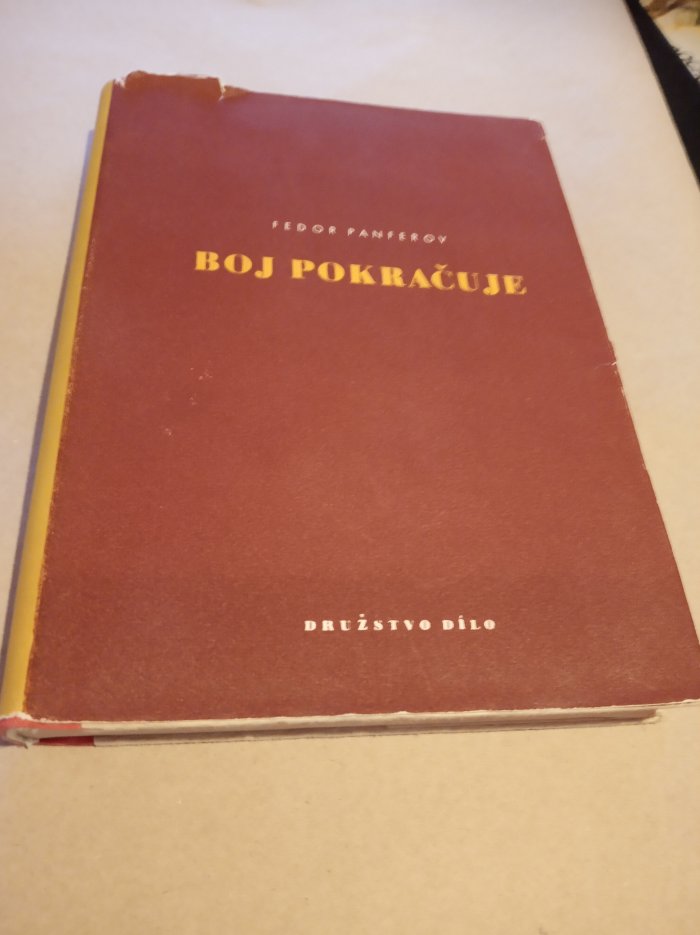 FEDOR PANFEROV
BOJ POKRAČUJE
DRUŽSTVO DÍLO